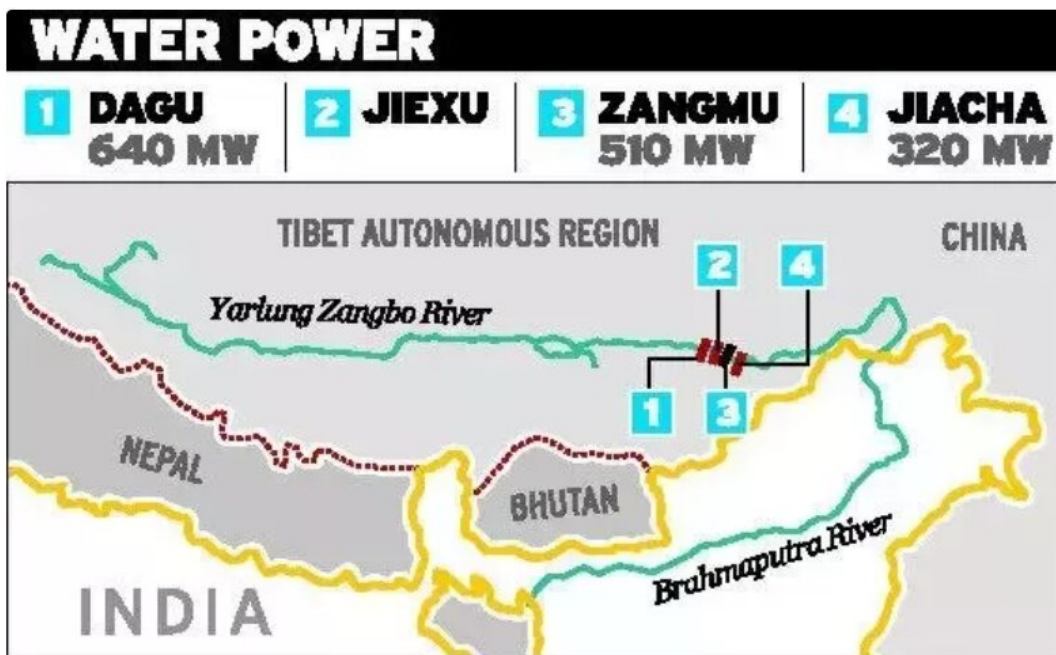 WATER POWER
1 DAGU
640 MW
2 JIEXU
3 ZANGMU
510 MW
4 JIACHA
320 MW
TIBET AUTONOMOUS REGION
CHINA
2
4
Yarlung Zangbo River
1
3
NEPAL
BHUTAN
Brahmaputra River
INDIA